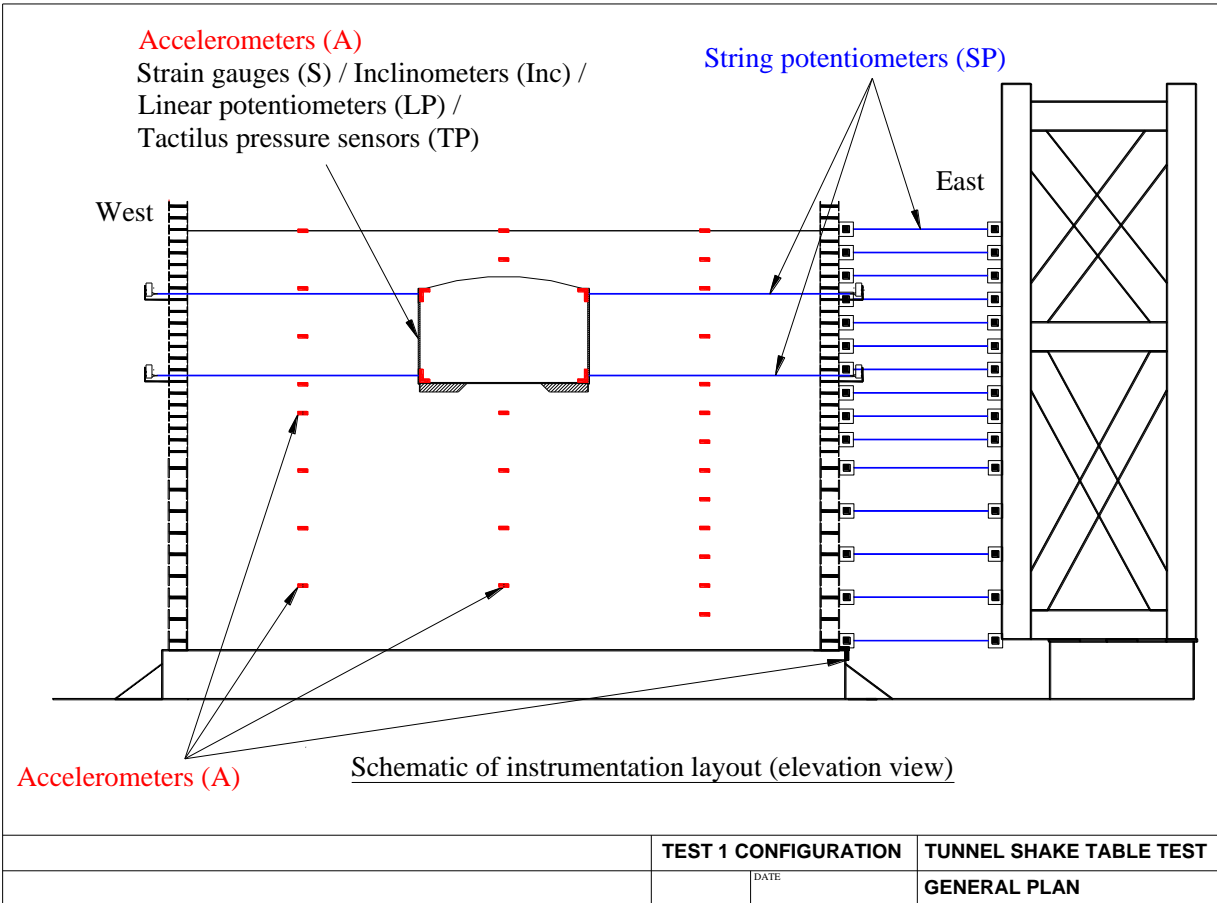 Accelerometers (A)
Strain gauges (S) / Inclinometers (Inc) /
Linear potentiometers (LP) /
Tactilus pressure sensors (TP)
String potentiometers (SP)
West
East
Accelerometers (A)
Schematic of instrumentation layout (elevation view)
TEST 1 CONFIGURATION
TUNNEL SHAKE TABLE TEST
DATE
GENERAL PLAN